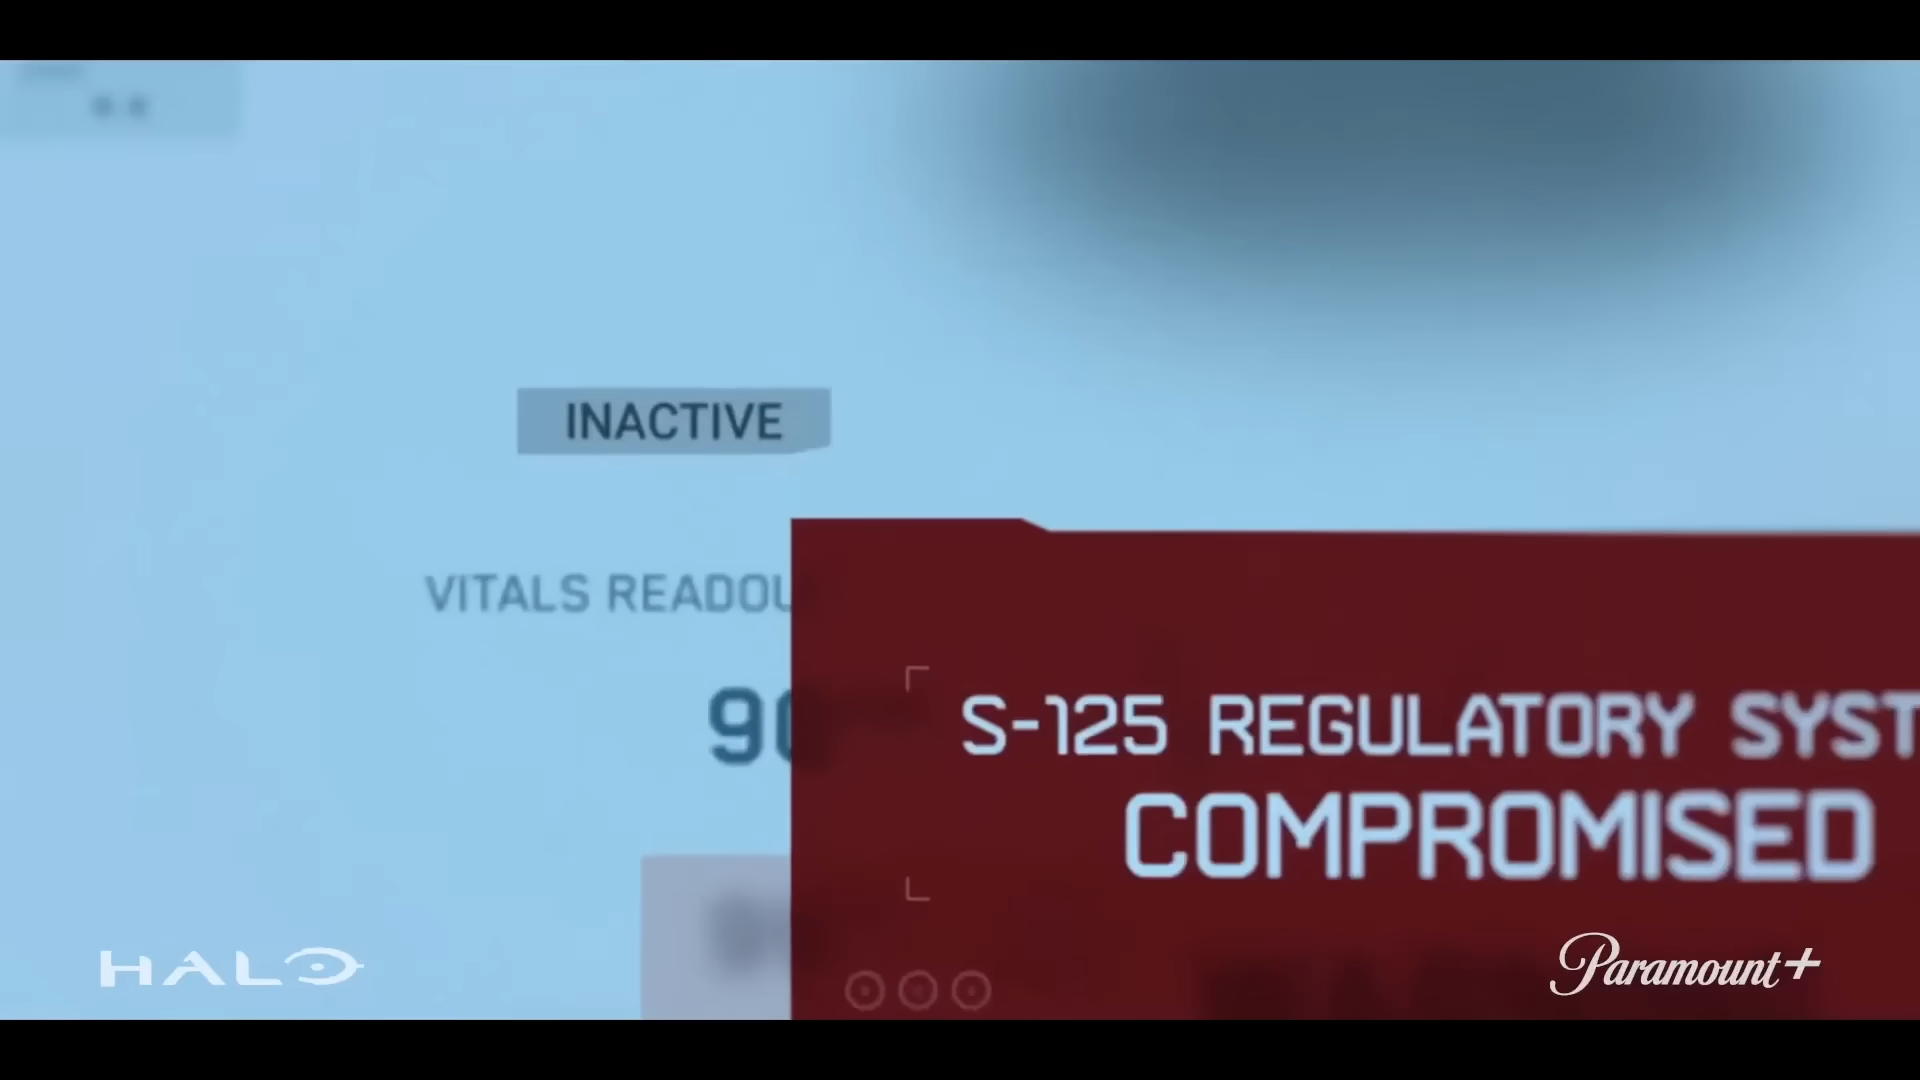 INACTIVE
VITALS READOU
90
S-125 REGULATORY SYST
COMPROMISED
HALO
Paramount+